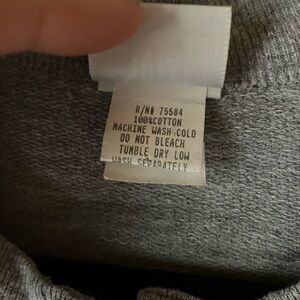 R/N# 75584
100%COTTON
MACHINE WASH COLD
DO NOT BLEACH
TUMBLE DRY LOW
WASH SEPARATELY